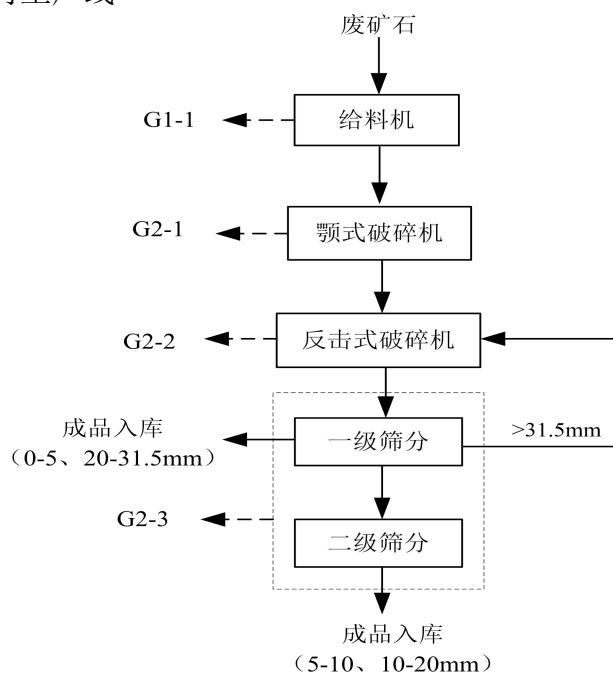 废矿石
G1-1
给料机
G2-1
颚式破碎机
G2-2
反击式破碎机
成品入库
（0-5、20-31.5mm）
一级筛分
>31.5mm
G2-3
二级筛分
成品入库
（5-10、10-20mm）